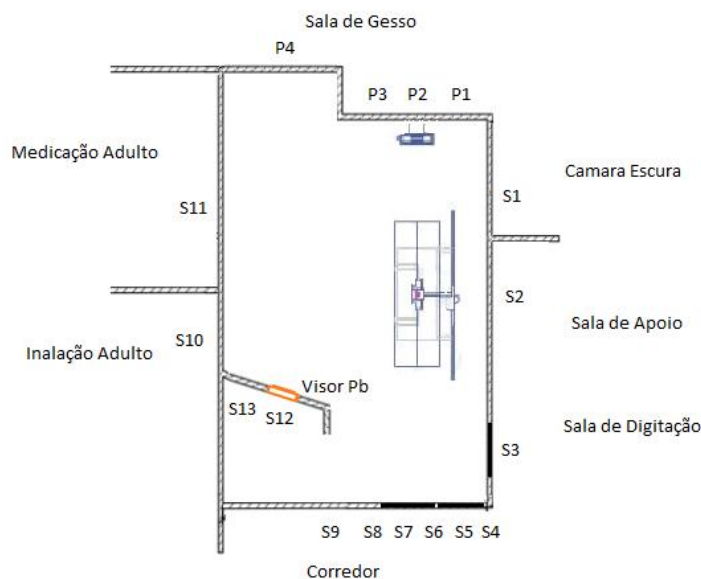 Sala de Gesso
P4
P3 P2 P1
Medicação Adulto
Camara Escura
S1
S11
S2
Sala de Apoio
S10
Inalação Adulto
Visor Pb
S13
S12
Sala de Digitação
S3
S9 S8 S7 S6 S5 S4
Corredor